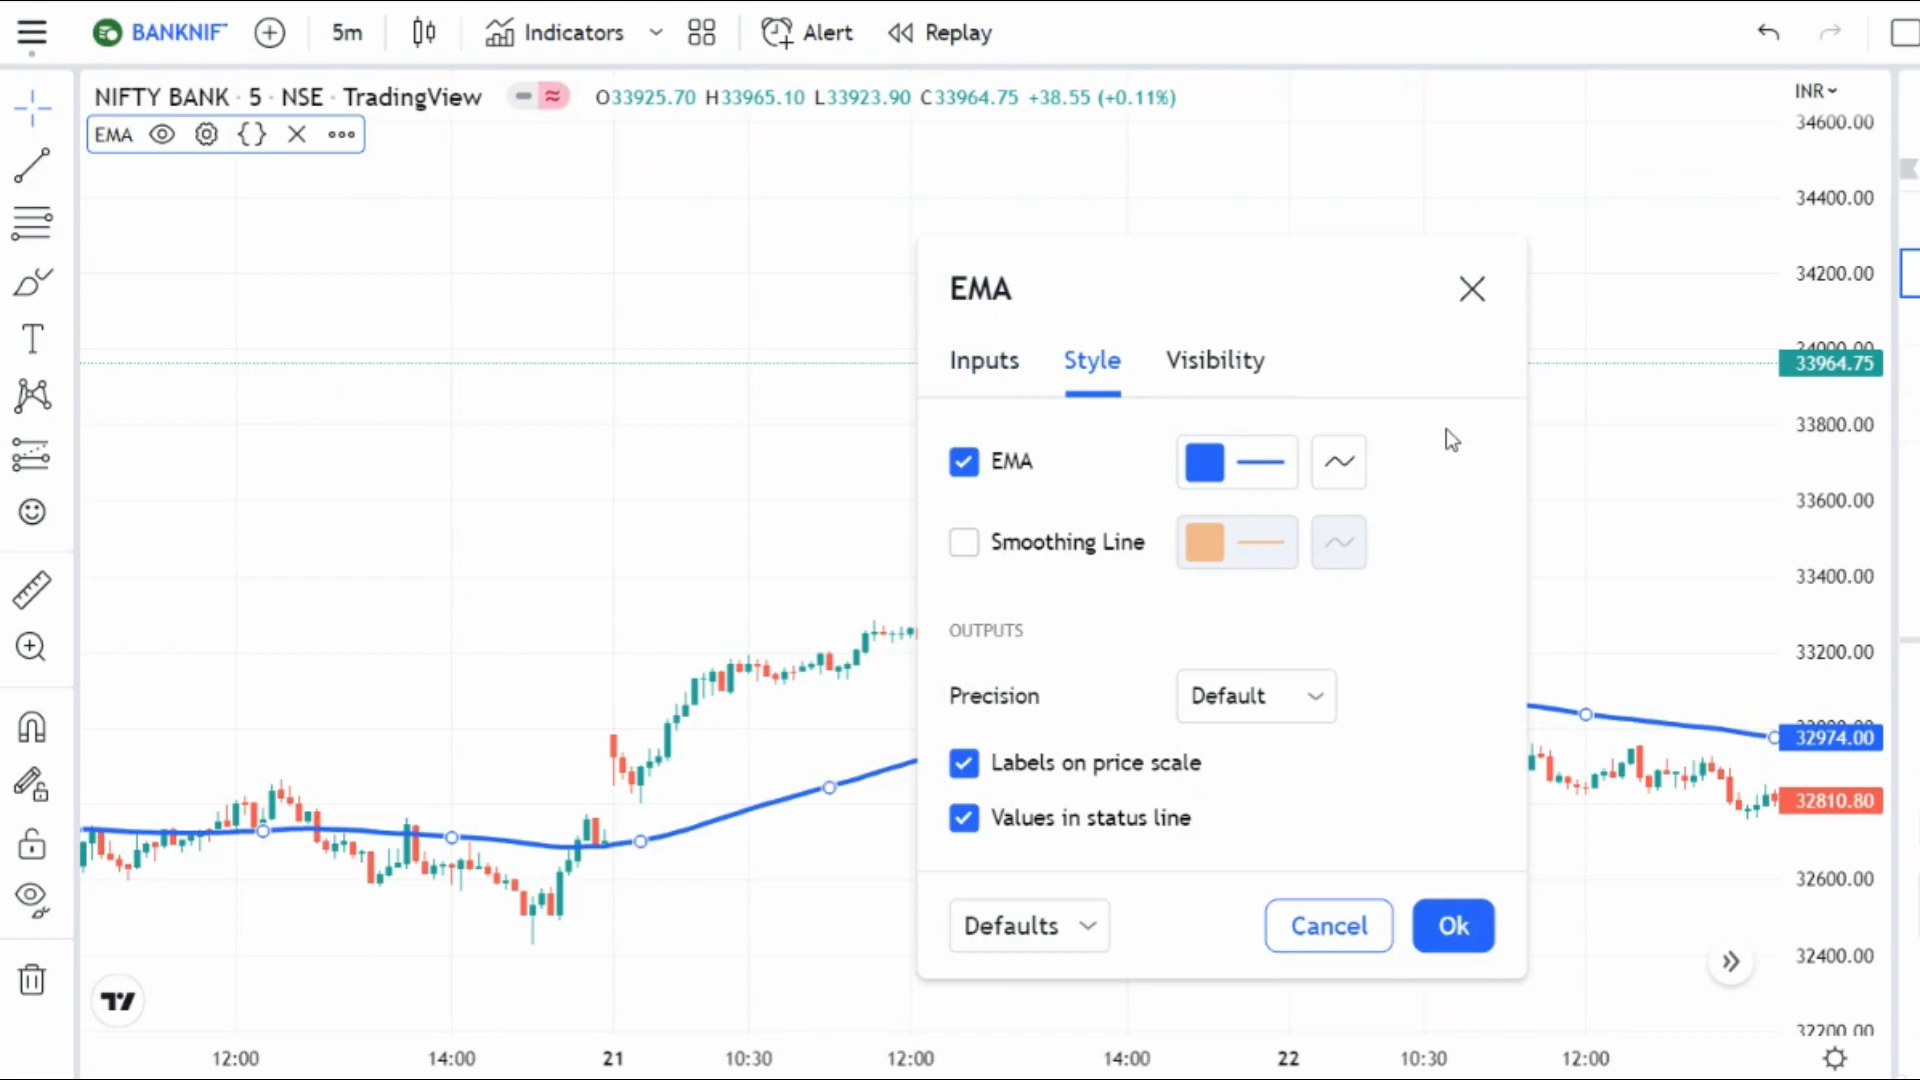 BANKNIF
5m
Indicators
Alert
Replay
NIFTY BANK · 5 · NSE · TradingView
O33925.70 H33965.10 L33923.90 C33964.75 +38.55 (+0.11%)
INR
EMA
34600.00
34400.00
34200.00
34000.00
33964.75
33800.00
33600.00
33400.00
33200.00
33000.00
32974.00
32810.80
32600.00
32400.00
32200.00
EMA
Inputs
Style
Visibility
EMA
Smoothing Line
OUTPUTS
Precision
Default
Labels on price scale
Values in status line
Defaults
Cancel
Ok
12:00
14:00
21
10:30
12:00
14:00
22
10:30
12:00